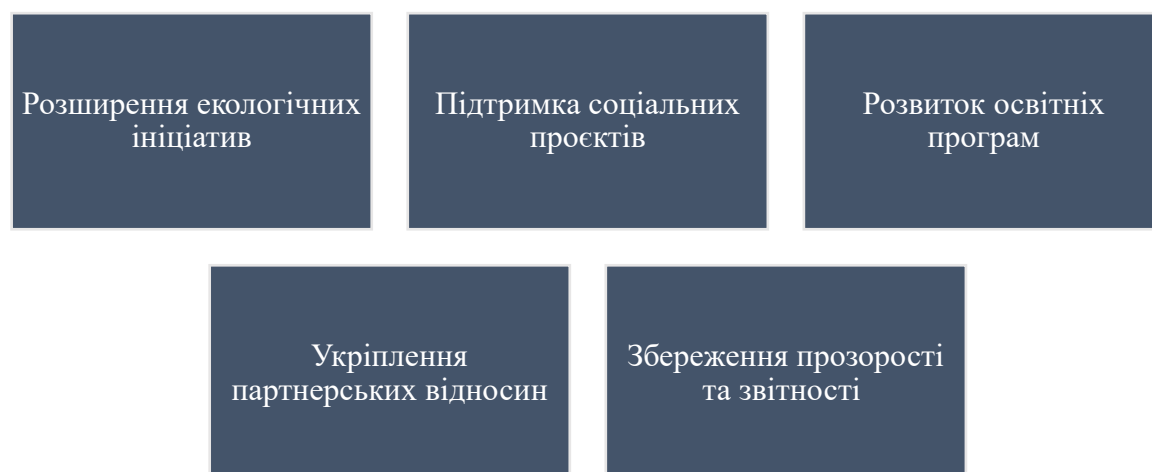 Розширення екологічних
ініціатив
Підтримка соціальних
проєктів
Розвиток освітніх
програм
Укріплення
партнерських відносин
Збереження прозорості
та звітності